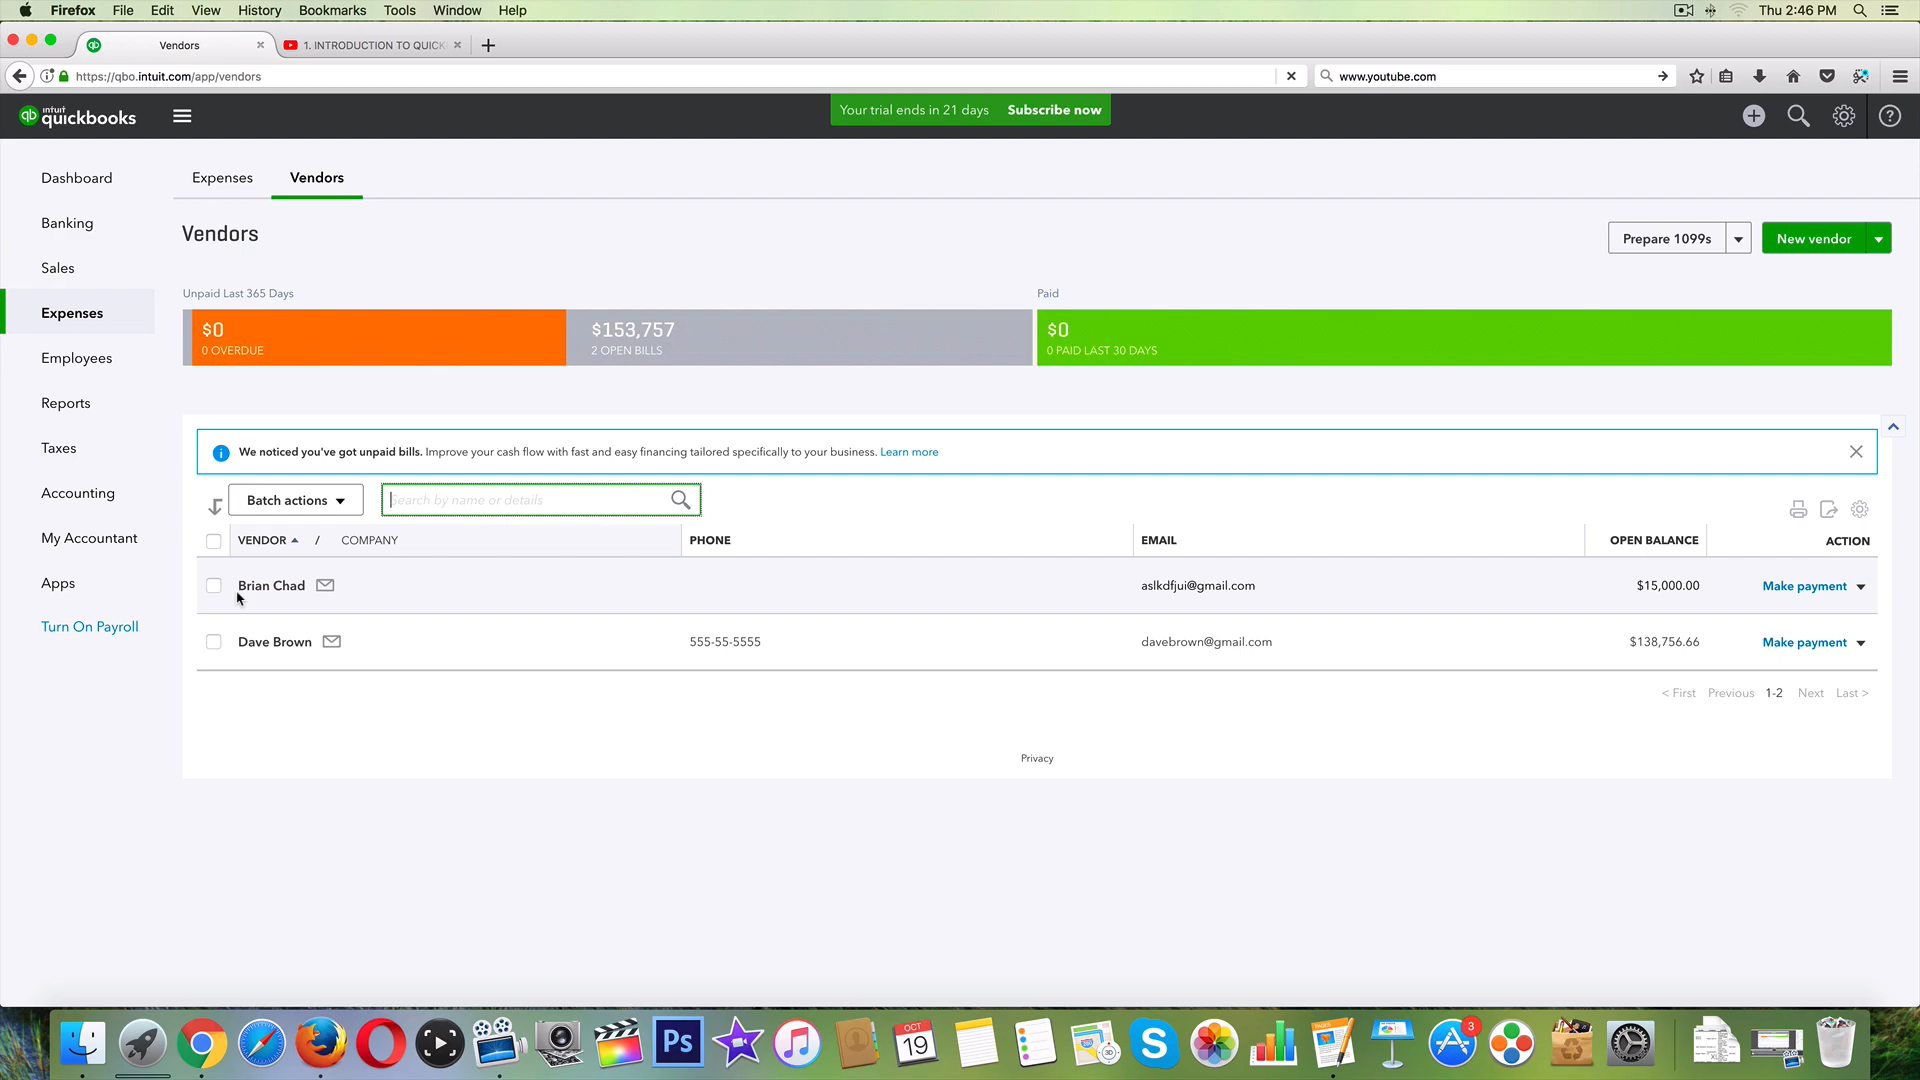 Firefox File Edit View History Bookmarks Tools Window Help Thu 2:46 PM
Vendors 1. INTRODUCTION TO QUICK
https://qbo.intuit.com/app/vendors www.youtube.com
intuit quickbooks Your trial ends in 21 days Subscribe now
Dashboard
Banking
Sales
Expenses
Employees
Reports
Taxes
Accounting
My Accountant
Apps
Turn On Payroll
Expenses Vendors
Vendors
Prepare 1099s New vendor
Unpaid Last 365 Days Paid
$0 $153,757 $0
0 OVERDUE 2 OPEN BILLS 0 PAID LAST 30 DAYS
We noticed you've got unpaid bills. Improve your cash flow with fast and easy financing tailored specifically to your business. Learn more
Batch actions Search by name or details
VENDOR / COMPANY PHONE EMAIL OPEN BALANCE ACTION
Brian Chad aslkdfjui@gmail.com $15,000.00 Make payment
Dave Brown 555-55-5555 davebrown@gmail.com $138,756.66 Make payment
< First Previous 1-2 Next Last >
Privacy
Ps OCT 19 3D S PAGES 3